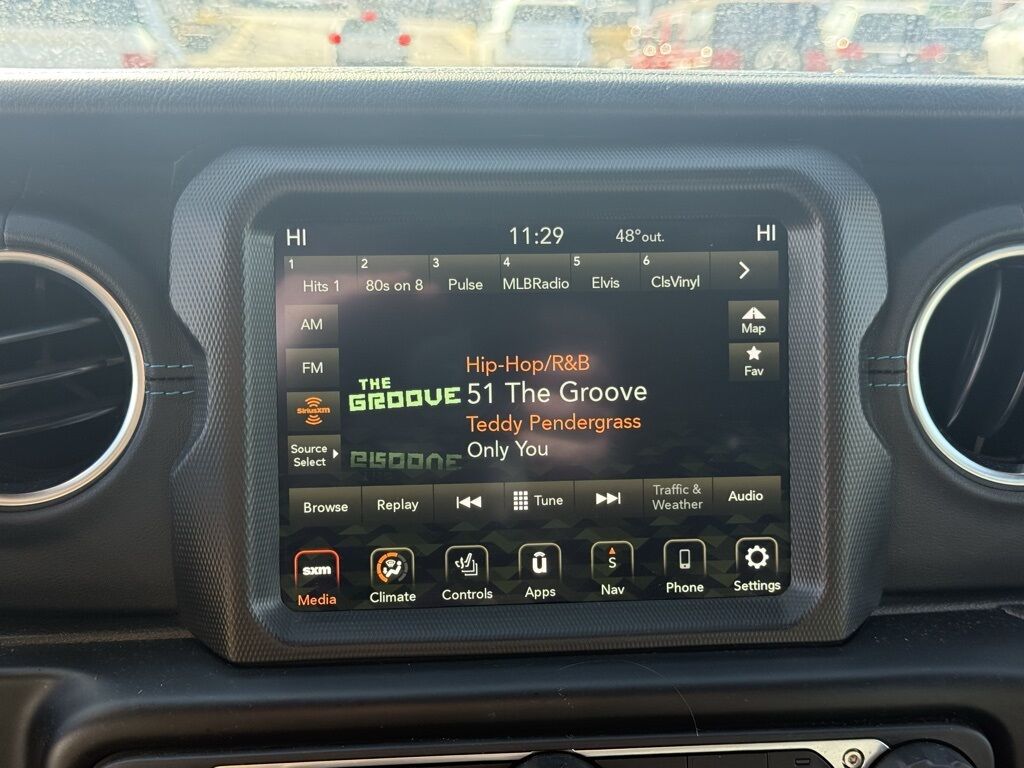 HI 11:29 48°out. HI
1 Hits 1
2 80s on 8
3 Pulse
4 MLBRadio
5 Elvis
6 ClsVinyl
AM
FM
SiriusXM
Source
Select
THE
GROOVE
Hip-Hop/R&B
51 The Groove
Teddy Pendergrass
Only You
Map
Fav
Browse
Replay
Tune
Traffic &
Weather
Audio
sxm
Media
Climate
Controls
û
Apps
S
Nav
Phone
Settings